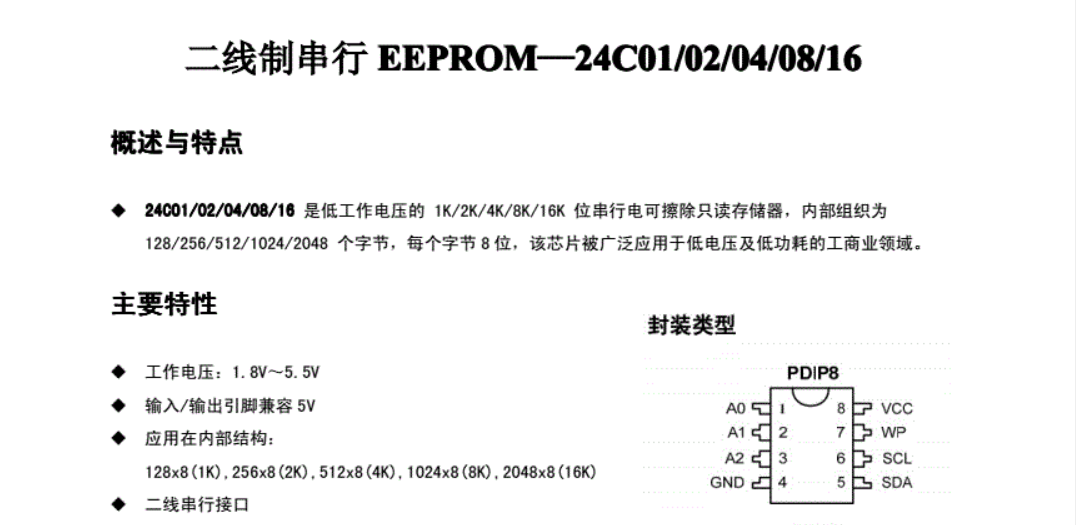 二线制串行 EEPROM—24C01/02/04/08/16
概述与特点
◆ 24C01/02/04/08/16 是低工作电压的 1K/2K/4K/8K/16K 位串行电可擦除只读存储器，内部组织为
128/256/512/1024/2048 个字节，每个字节 8 位，该芯片被广泛应用于低电压及低功耗的工商业领域。
主要特性
◆ 工作电压：1.8V～5.5V
◆ 输入/输出引脚兼容 5V
◆ 应用在内部结构：
128x8(1K),256x8(2K),512x8(4K),1024x8(8K),2048x8(16K)
◆ 二线串行接口
封装类型
PDIP8
A0 1 8 VCC
A1 2 7 WP
A2 3 6 SCL
GND 4 5 SDA